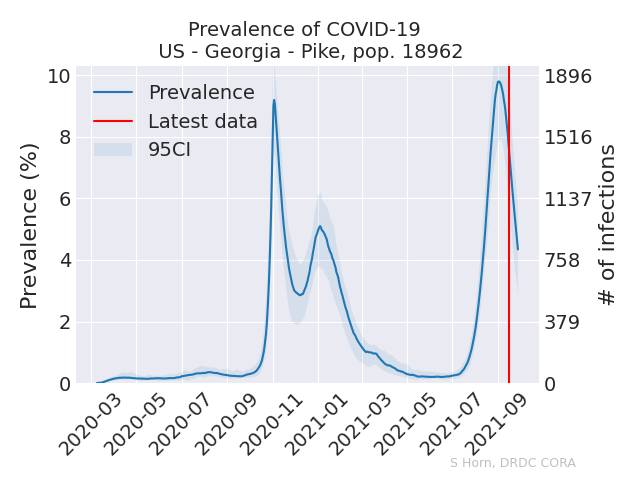 Prevalence of COVID-19
US - Georgia - Pike, pop. 18962
Prevalence
Latest data
95CI
Prevalence (%)
10
8
6
4
2
0
1896
1516
1137
758
379
0
# of infections
2020-03
2020-05
2020-07
2020-09
2020-11
2021-01
2021-03
2021-05
2021-07
2021-09
S Horn, DRDC CORA